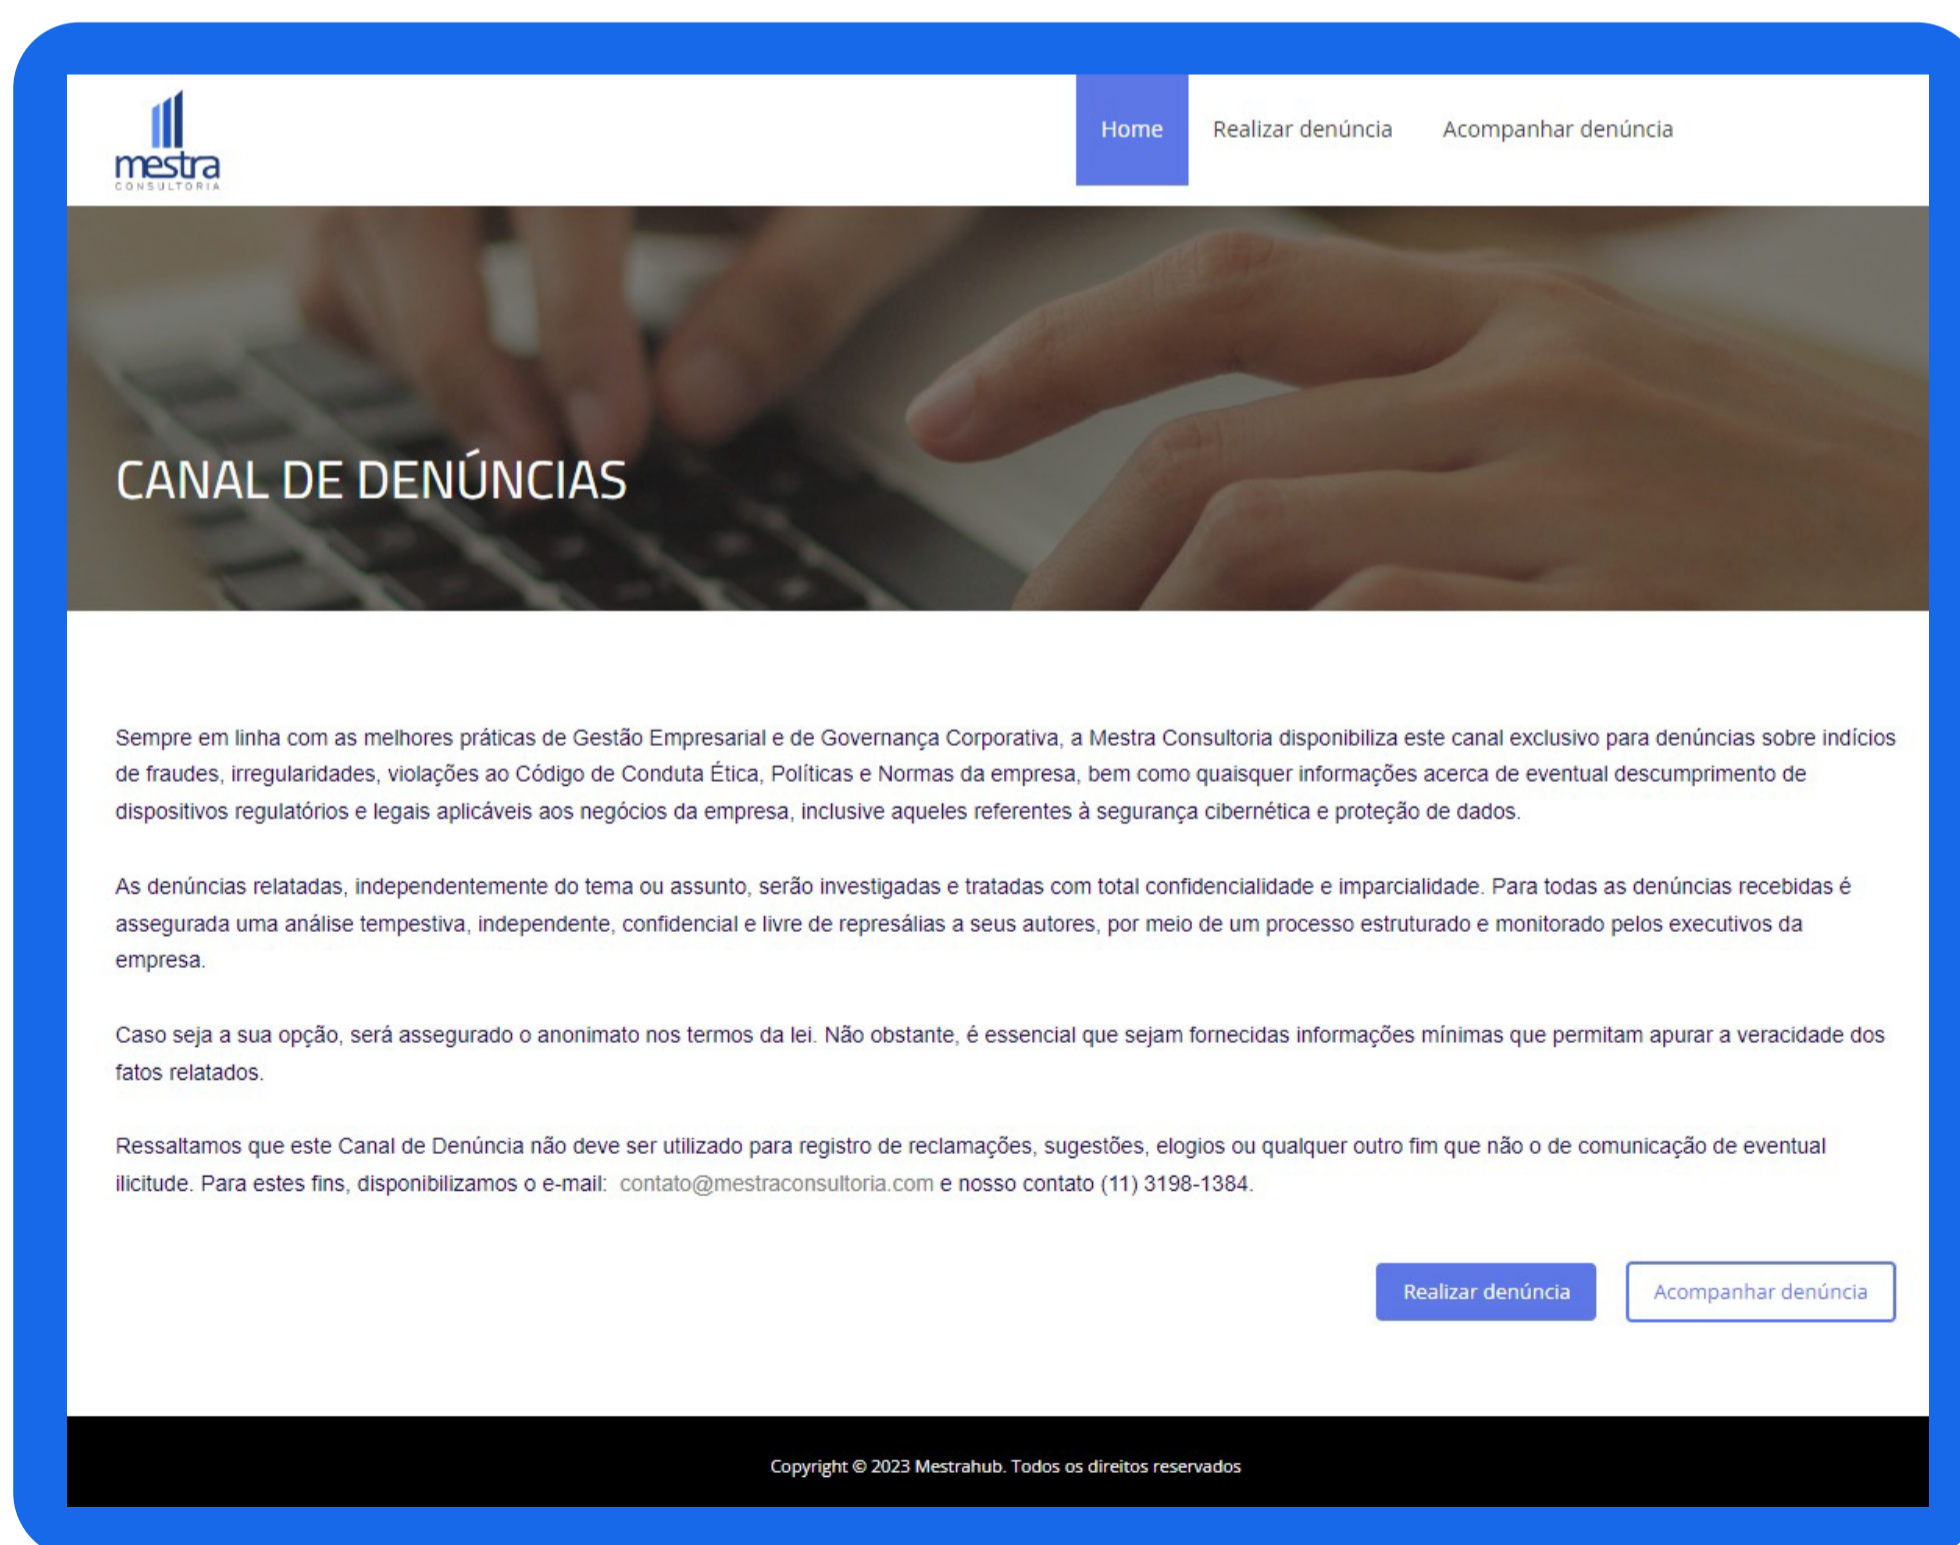 mestra
CONSULTORIA
Home
Realizar denúncia
Acompanhar denúncia
CANAL DE DENÚNCIAS
Sempre em linha com as melhores práticas de Gestão Empresarial e de Governança Corporativa, a Mestra Consultoria disponibiliza este canal exclusivo para denúncias sobre indícios
de fraudes, irregularidades, violações ao Código de Conduta Ética, Políticas e Normas da empresa, bem como quaisquer informações acerca de eventual descumprimento de
dispositivos regulatórios e legais aplicáveis aos negócios da empresa, inclusive aqueles referentes à segurança cibernética e proteção de dados.
As denúncias relatadas, independentemente do tema ou assunto, serão investigadas e tratadas com total confidencialidade e imparcialidade. Para todas as denúncias recebidas é
assegurada uma análise tempestiva, independente, confidencial e livre de represálias a seus autores, por meio de um processo estruturado e monitorado pelos executivos da
empresa.
Caso seja a sua opção, será assegurado o anonimato nos termos da lei. Não obstante, é essencial que sejam fornecidas informações mínimas que permitam apurar a veracidade dos
fatos relatados.
Ressaltamos que este Canal de Denúncia não deve ser utilizado para registro de reclamações, sugestões, elogios ou qualquer outro fim que não o de comunicação de eventual
ilicitude. Para estes fins, disponibilizamos o e-mail: contato@mestraconsultoria.com e nosso contato (11) 3198-1384.
Realizar denúncia
Acompanhar denúncia
Copyright © 2023 Mestrahub. Todos os direitos reservados